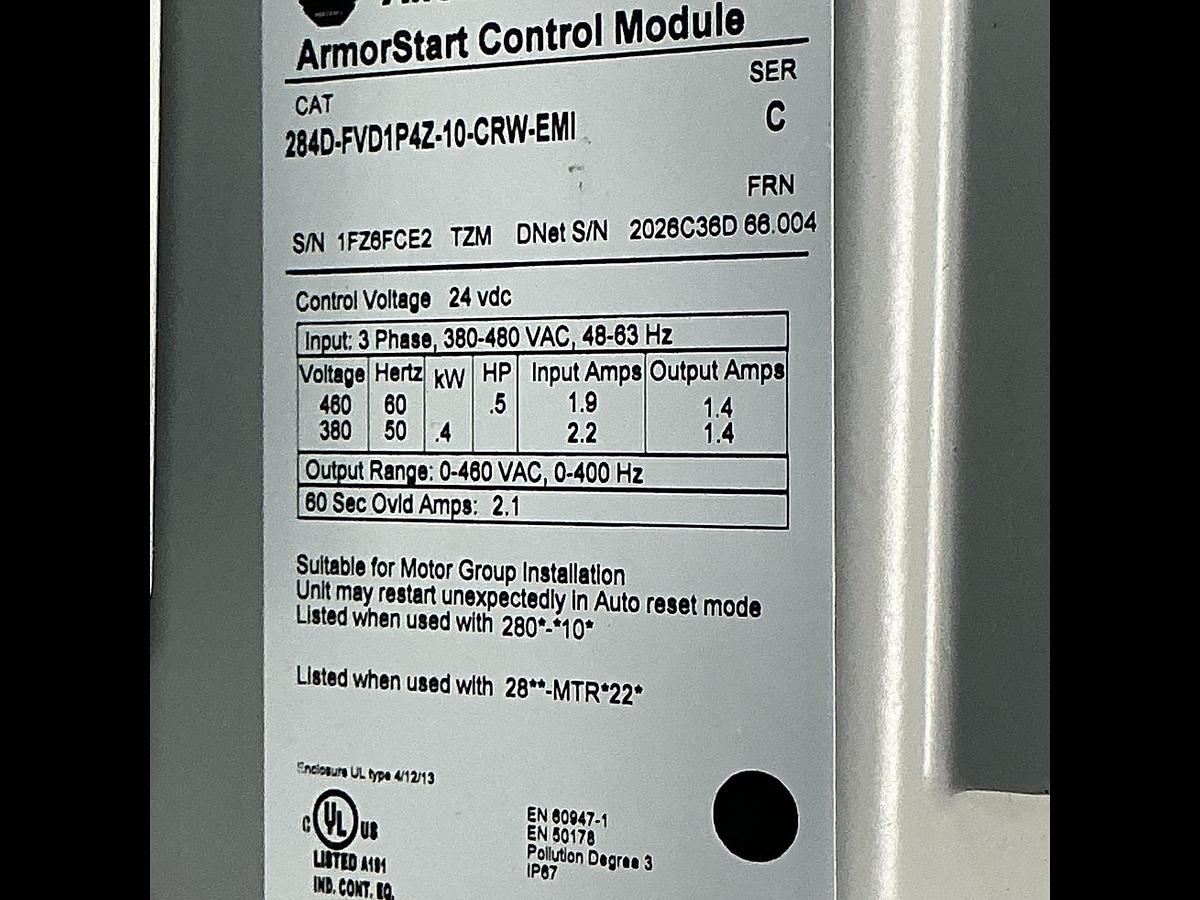 ArmorStart Control Module
CAT
SER
284D-FVD1P4Z-10-CRW-EMI
C
FRN
S/N 1FZ6FCE2 TZM DNet S/N 2026C36D 66.004
Control Voltage 24 vdc
Input: 3 Phase, 380-480 VAC, 48-63 Hz
Voltage Hertz kW HP Input Amps Output Amps
460 60 .5 1.9 1.4
380 50 .4 2.2 1.4
Output Range: 0-460 VAC, 0-400 Hz
60 Sec Ovld Amps: 2.1
Suitable for Motor Group Installation
Unit may restart unexpectedly in Auto reset mode
Listed when used with 280*-*10*
Listed when used with 28**-MTR*22*
Enclosure UL type 4/12/13
C UL US
LISTED A191
IND. CONT. EQ.
EN 60947-1
EN 50178
Pollution Degree 3
IP67